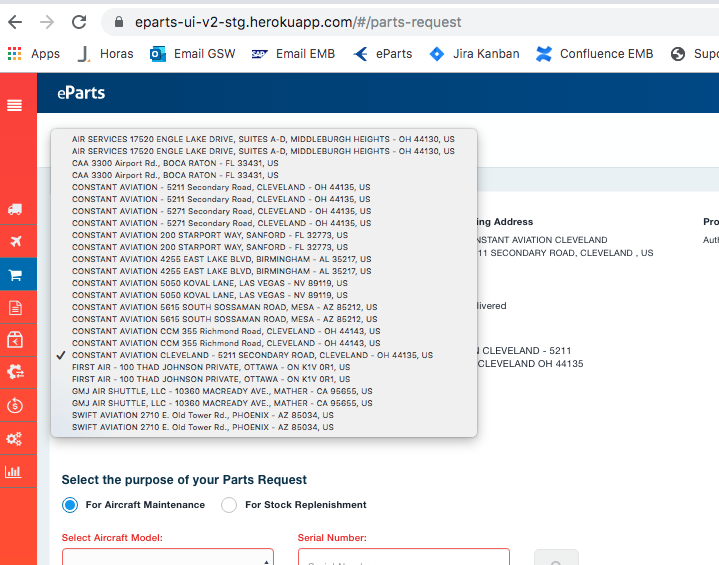 eparts-ui-v2-stg.herokuapp.com/#/parts-request
Apps Horas Email GSW Email EMB eParts Jira Kanban Confluence EMB
eParts
AIR SERVICES 17520 ENGLE LAKE DRIVE, SUITES A-D, MIDDLEBURGH HEIGHTS - OH 44130, US
AIR SERVICES 17520 ENGLE LAKE DRIVE, SUITES A-D, MIDDLEBURGH HEIGHTS - OH 44130, US
CAA 3300 Airport Rd., BOCA RATON - FL 33431, US
CAA 3300 Airport Rd., BOCA RATON - FL 33431, US
CONSTANT AVIATION - 5211 Secondary Road, CLEVELAND - OH 44135, US
CONSTANT AVIATION - 5211 Secondary Road, CLEVELAND - OH 44135, US
CONSTANT AVIATION - 5271 Secondary Road, CLEVELAND - OH 44135, US
CONSTANT AVIATION - 5271 Secondary Road, CLEVELAND - OH 44135, US
CONSTANT AVIATION 200 STARPORT WAY, SANFORD - FL 32773, US
CONSTANT AVIATION 200 STARPORT WAY, SANFORD - FL 32773, US
CONSTANT AVIATION 4255 EAST LAKE BLVD, BIRMINGHAM - AL 35217, US
CONSTANT AVIATION 4255 EAST LAKE BLVD, BIRMINGHAM - AL 35217, US
CONSTANT AVIATION 5050 KOVAL LANE, LAS VEGAS - NV 89119, US
CONSTANT AVIATION 5050 KOVAL LANE, LAS VEGAS - NV 89119, US
CONSTANT AVIATION 5615 SOUTH SOSSAMAN ROAD, MESA - AZ 85212, US
CONSTANT AVIATION 5615 SOUTH SOSSAMAN ROAD, MESA - AZ 85212, US
CONSTANT AVIATION CCM 355 Richmond Road, CLEVELAND - OH 44143, US
CONSTANT AVIATION CCM 355 Richmond Road, CLEVELAND - OH 44143, US
✓ CONSTANT AVIATION CLEVELAND - 5211 SECONDARY ROAD, CLEVELAND - OH 44135, US
FIRST AIR - 100 THAD JOHNSON PRIVATE, OTTAWA - ON K1V 0R1, US
FIRST AIR - 100 THAD JOHNSON PRIVATE, OTTAWA - ON K1V 0R1, US
GMJ AIR SHUTTLE, LLC - 10360 MACREADY AVE., MATHER - CA 95655, US
GMJ AIR SHUTTLE, LLC - 10360 MACREADY AVE., MATHER - CA 95655, US
SWIFT AVIATION 2710 E. Old Tower Rd., PHOENIX - AZ 85034, US
SWIFT AVIATION 2710 E. Old Tower Rd., PHOENIX - AZ 85034, US
ing Address
NSTANT AVIATION CLEVELAND
11 SECONDARY ROAD, CLEVELAND , US
livered
CLEVELAND - 5211
CLEVELAND OH 44135
Select the purpose of your Parts Request
For Aircraft Maintenance For Stock Replenishment
Select Aircraft Model: Serial Number: